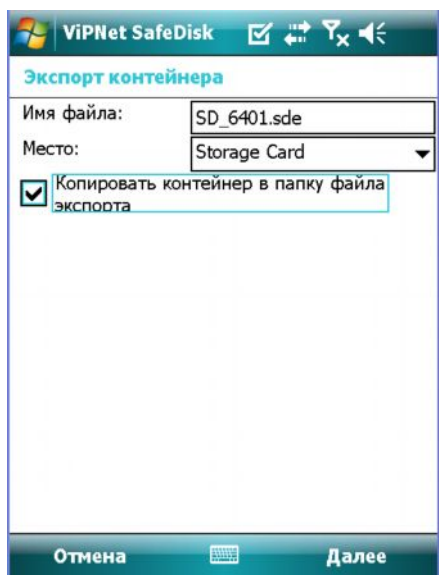 ViPNet SafeDisk
Экспорт контейнера
Имя файла: SD_6401.sde
Место: Storage Card
Копировать контейнер в папку файла
экспорта
Отмена Далее